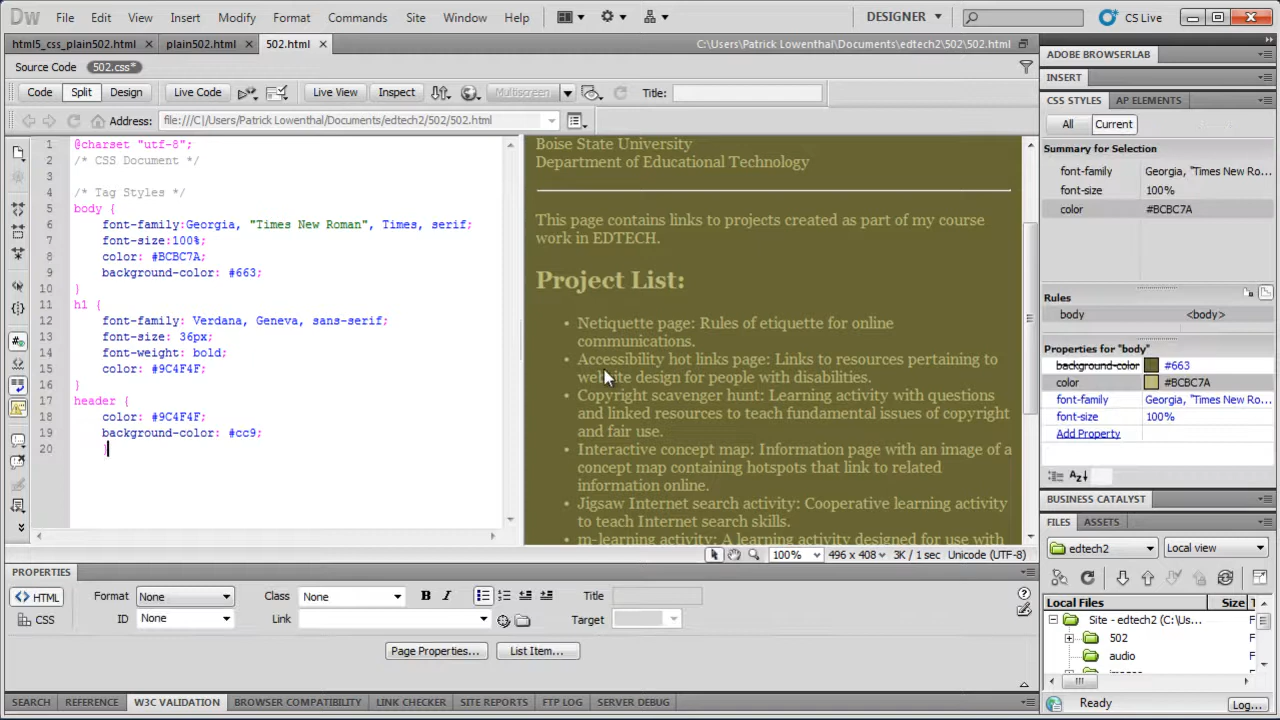 Dw File Edit View Insert Modify Format Commands Site Window Help DESIGNER CS Live
html5_css_plain502.html plain502.html 502.html C:\Users\Patrick Lowenthal\Documents\edtech2\502\502.html
Source Code 502.css*
Code Split Design Live Code Live View Inspect Multiscreen Title:
Address: file:///C|/Users/Patrick Lowenthal/Documents/edtech2/502/502.html
1 @charset "utf-8";
2 /* CSS Document */
3
4 /* Tag Styles */
5 body {
6 font-family:Georgia, "Times New Roman", Times, serif;
7 font-size:100%;
8 color: #BCBC7A;
9 background-color: #663;
10 }
11 h1 {
12 font-family: Verdana, Geneva, sans-serif;
13 font-size: 36px;
14 font-weight: bold;
15 color: #9C4F4F;
16 }
17 header {
18 color: #9C4F4F;
19 background-color: #cc9;
20 }
Boise State University
Department of Educational Technology
This page contains links to projects created as part of my course
work in EDTECH.
Project List:
• Netiquette page: Rules of etiquette for online
communications.
• Accessibility hot links page: Links to resources pertaining to
website design for people with disabilities.
• Copyright scavenger hunt: Learning activity with questions
and linked resources to teach fundamental issues of copyright
and fair use.
• Interactive concept map: Information page with an image of a
concept map containing hotspots that link to related
information online.
• Jigsaw Internet search activity: Cooperative learning activity
to teach Internet search skills.
• m-learning activity: A learning activity designed for use with
100% 496 x 408 3K / 1 sec Unicode (UTF-8)
PROPERTIES
HTML Format None Class None B I Title
CSS ID None Link Target
Page Properties... List Item...
SEARCH REFERENCE W3C VALIDATION BROWSER COMPATIBILITY LINK CHECKER SITE REPORTS FTP LOG SERVER DEBUG
ADOBE BROWSERLAB
INSERT
CSS STYLES AP ELEMENTS
All Current
Summary for Selection
font-family Georgia, "Times New Ro...
font-size 100%
color #BCBC7A
Rules
body <body>
Properties for "body"
background-color #663
color #BCBC7A
font-family Georgia, "Times New Ro...
font-size 100%
Add Property
Az
BUSINESS CATALYST
FILES ASSETS
edtech2 Local view
Local Files Size T
Site - edtech2 (C:\Us... F
502 F
audio F
Ready Log...